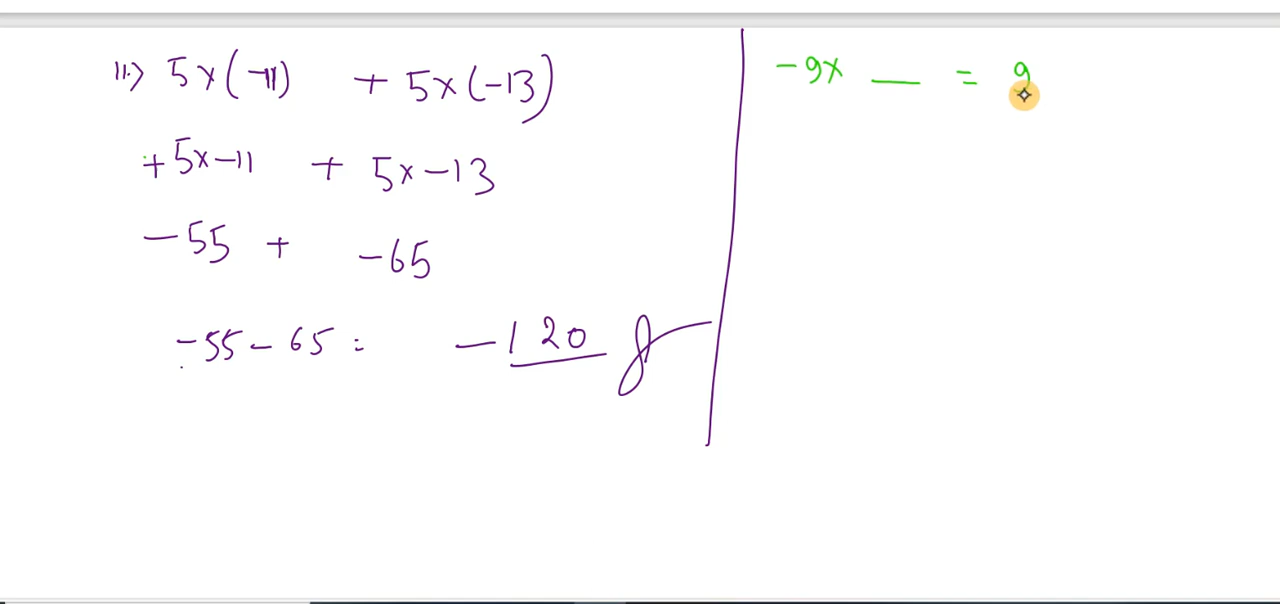 11.) 5x(-11) + 5x(-13)
+5x-11 + 5x-13
-55 + -65
-55-65= -120
-9x __ = 9